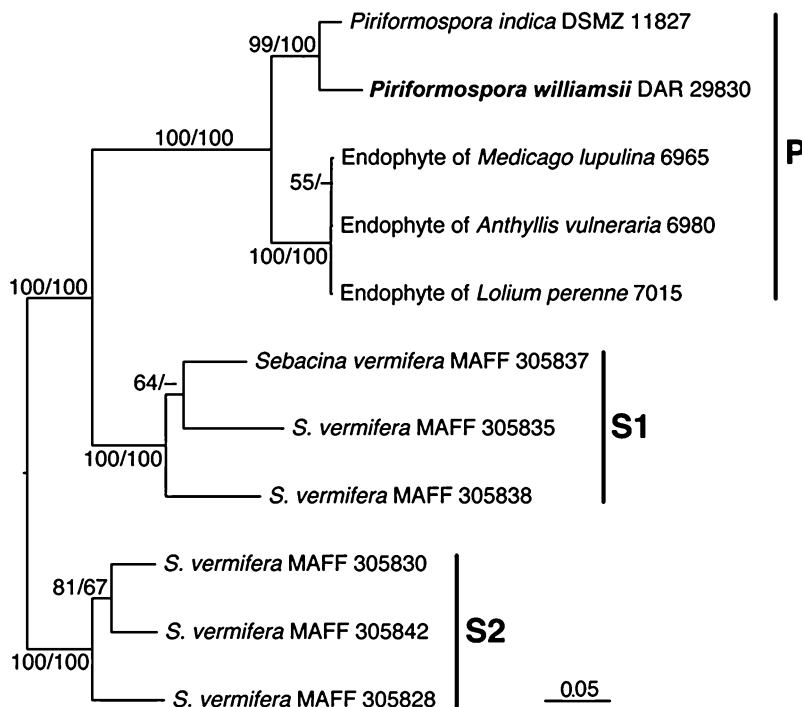 Piriformospora indica DSMZ 11827
99/100
Piriformospora williamsii DAR 29830
100/100
P
Endophyte of Medicago lupulina 6965
55/–
Endophyte of Anthyllis vulneraria 6980
100/100
Endophyte of Lolium perenne 7015
100/100
Sebacina vermifera MAFF 305837
64/–
S. vermifera MAFF 305835
S1
100/100
S. vermifera MAFF 305838
S. vermifera MAFF 305830
81/67
S. vermifera MAFF 305842
S2
100/100
S. vermifera MAFF 305828
0.05